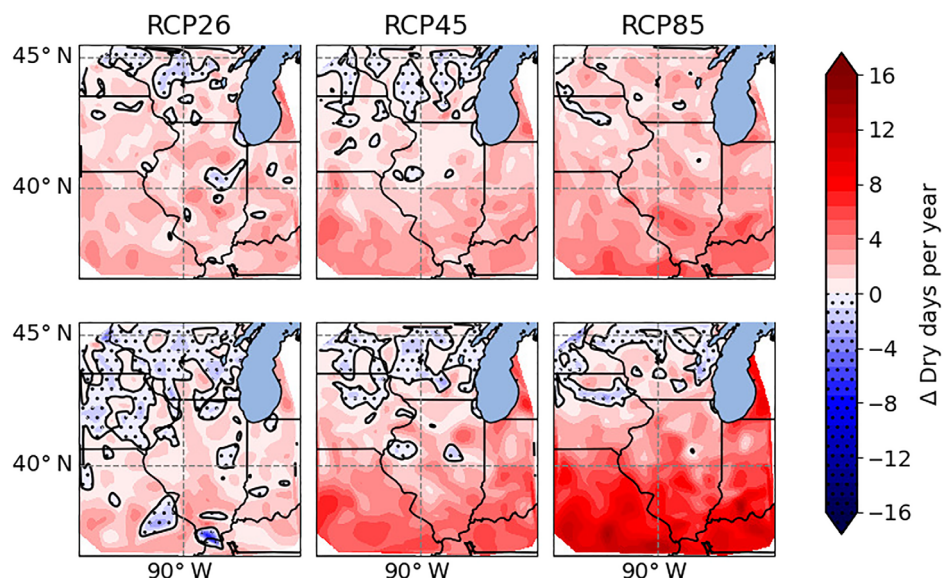 RCP26 RCP45 RCP85
45° N
40° N
45° N
40° N
90° W 90° W 90° W
16
12
8
4
0
−4
−8
−12
−16
Δ Dry days per year